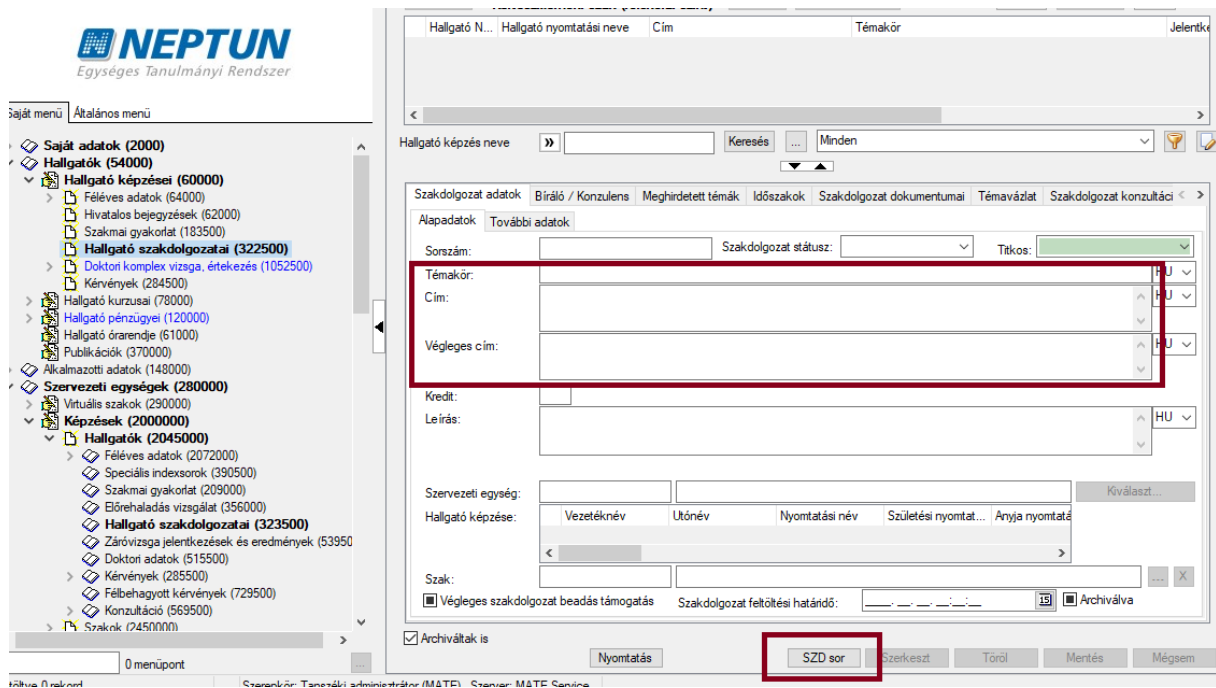 NEPTUN
Egységes Tanulmányi Rendszer
Saját menü Általános menü
Saját adatok (2000)
Hallgatók (54000)
Hallgató képzései (60000)
Féléves adatok (64000)
Hivatalos bejegyzések (62000)
Szakmai gyakorlat (183500)
Hallgató szakdolgozatai (322500)
Doktori komplex vizsga, értekezés (1052500)
Kérvények (284500)
Hallgató kurzusai (78000)
Hallgató pénzügyei (120000)
Hallgató órarendje (61000)
Publikációk (370000)
Alkalmazotti adatok (148000)
Szervezeti egységek (280000)
Virtuális szakok (290000)
Képzések (2000000)
Hallgatók (2045000)
Féléves adatok (2072000)
Speciális indexsorok (390500)
Szakmai gyakorlat (209000)
Előrehaladás vizsgálat (356000)
Hallgató szakdolgozatai (323500)
Záróvizsga jelentkezések és eredmények (53950
Doktori adatok (515500)
Kérvények (285500)
Félbehagyott kérvények (729500)
Konzultáció (569500)
Szakok (2450000)
0 menüpont ...
Hallgató N... Hallgató nyomtatási neve Cím Témakör Jelentke
Hallgató képzés neve Keresés ... Minden
Szakdolgozat adatok Bíráló / Konzulens Meghirdetett témák Időszakok Szakdolgozat dokumentumai Témavázlat Szakdolgozat konzultáci
Alapadatok További adatok
Sorszám: Szakdolgozat státusz: Titkos:
Témakör: HU
Cím: HU
Végleges cím: HU
Kredit:
Leírás: HU
Szervezeti egység: Kiválaszt...
Hallgató képzése: Vezetéknév Utónév Nyomtatási név Születési nyomtat... Anyja nyomtatá
Szak: ... X
Végleges szakdolgozat beadás támogatás Szakdolgozat feltöltési határidő: ____. __. __. __:__:__ 15 Archiválva
Archiváltak is
Nyomtatás SZD sor Szerkeszt Töröl Mentés Mégsem
töltve 0 rekord Szerepkör: Tanszéki adminisztrátor (MATE) Szerver: MATE Service